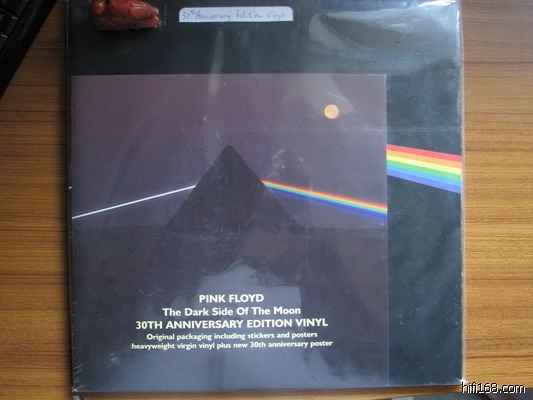 30th Anniversary Edition Vinyl
PINK FLOYD
The Dark Side Of The Moon
30TH ANNIVERSARY EDITION VINYL
Original packaging including stickers and posters
heavyweight virgin vinyl plus new 30th anniversary poster
hifi168.com